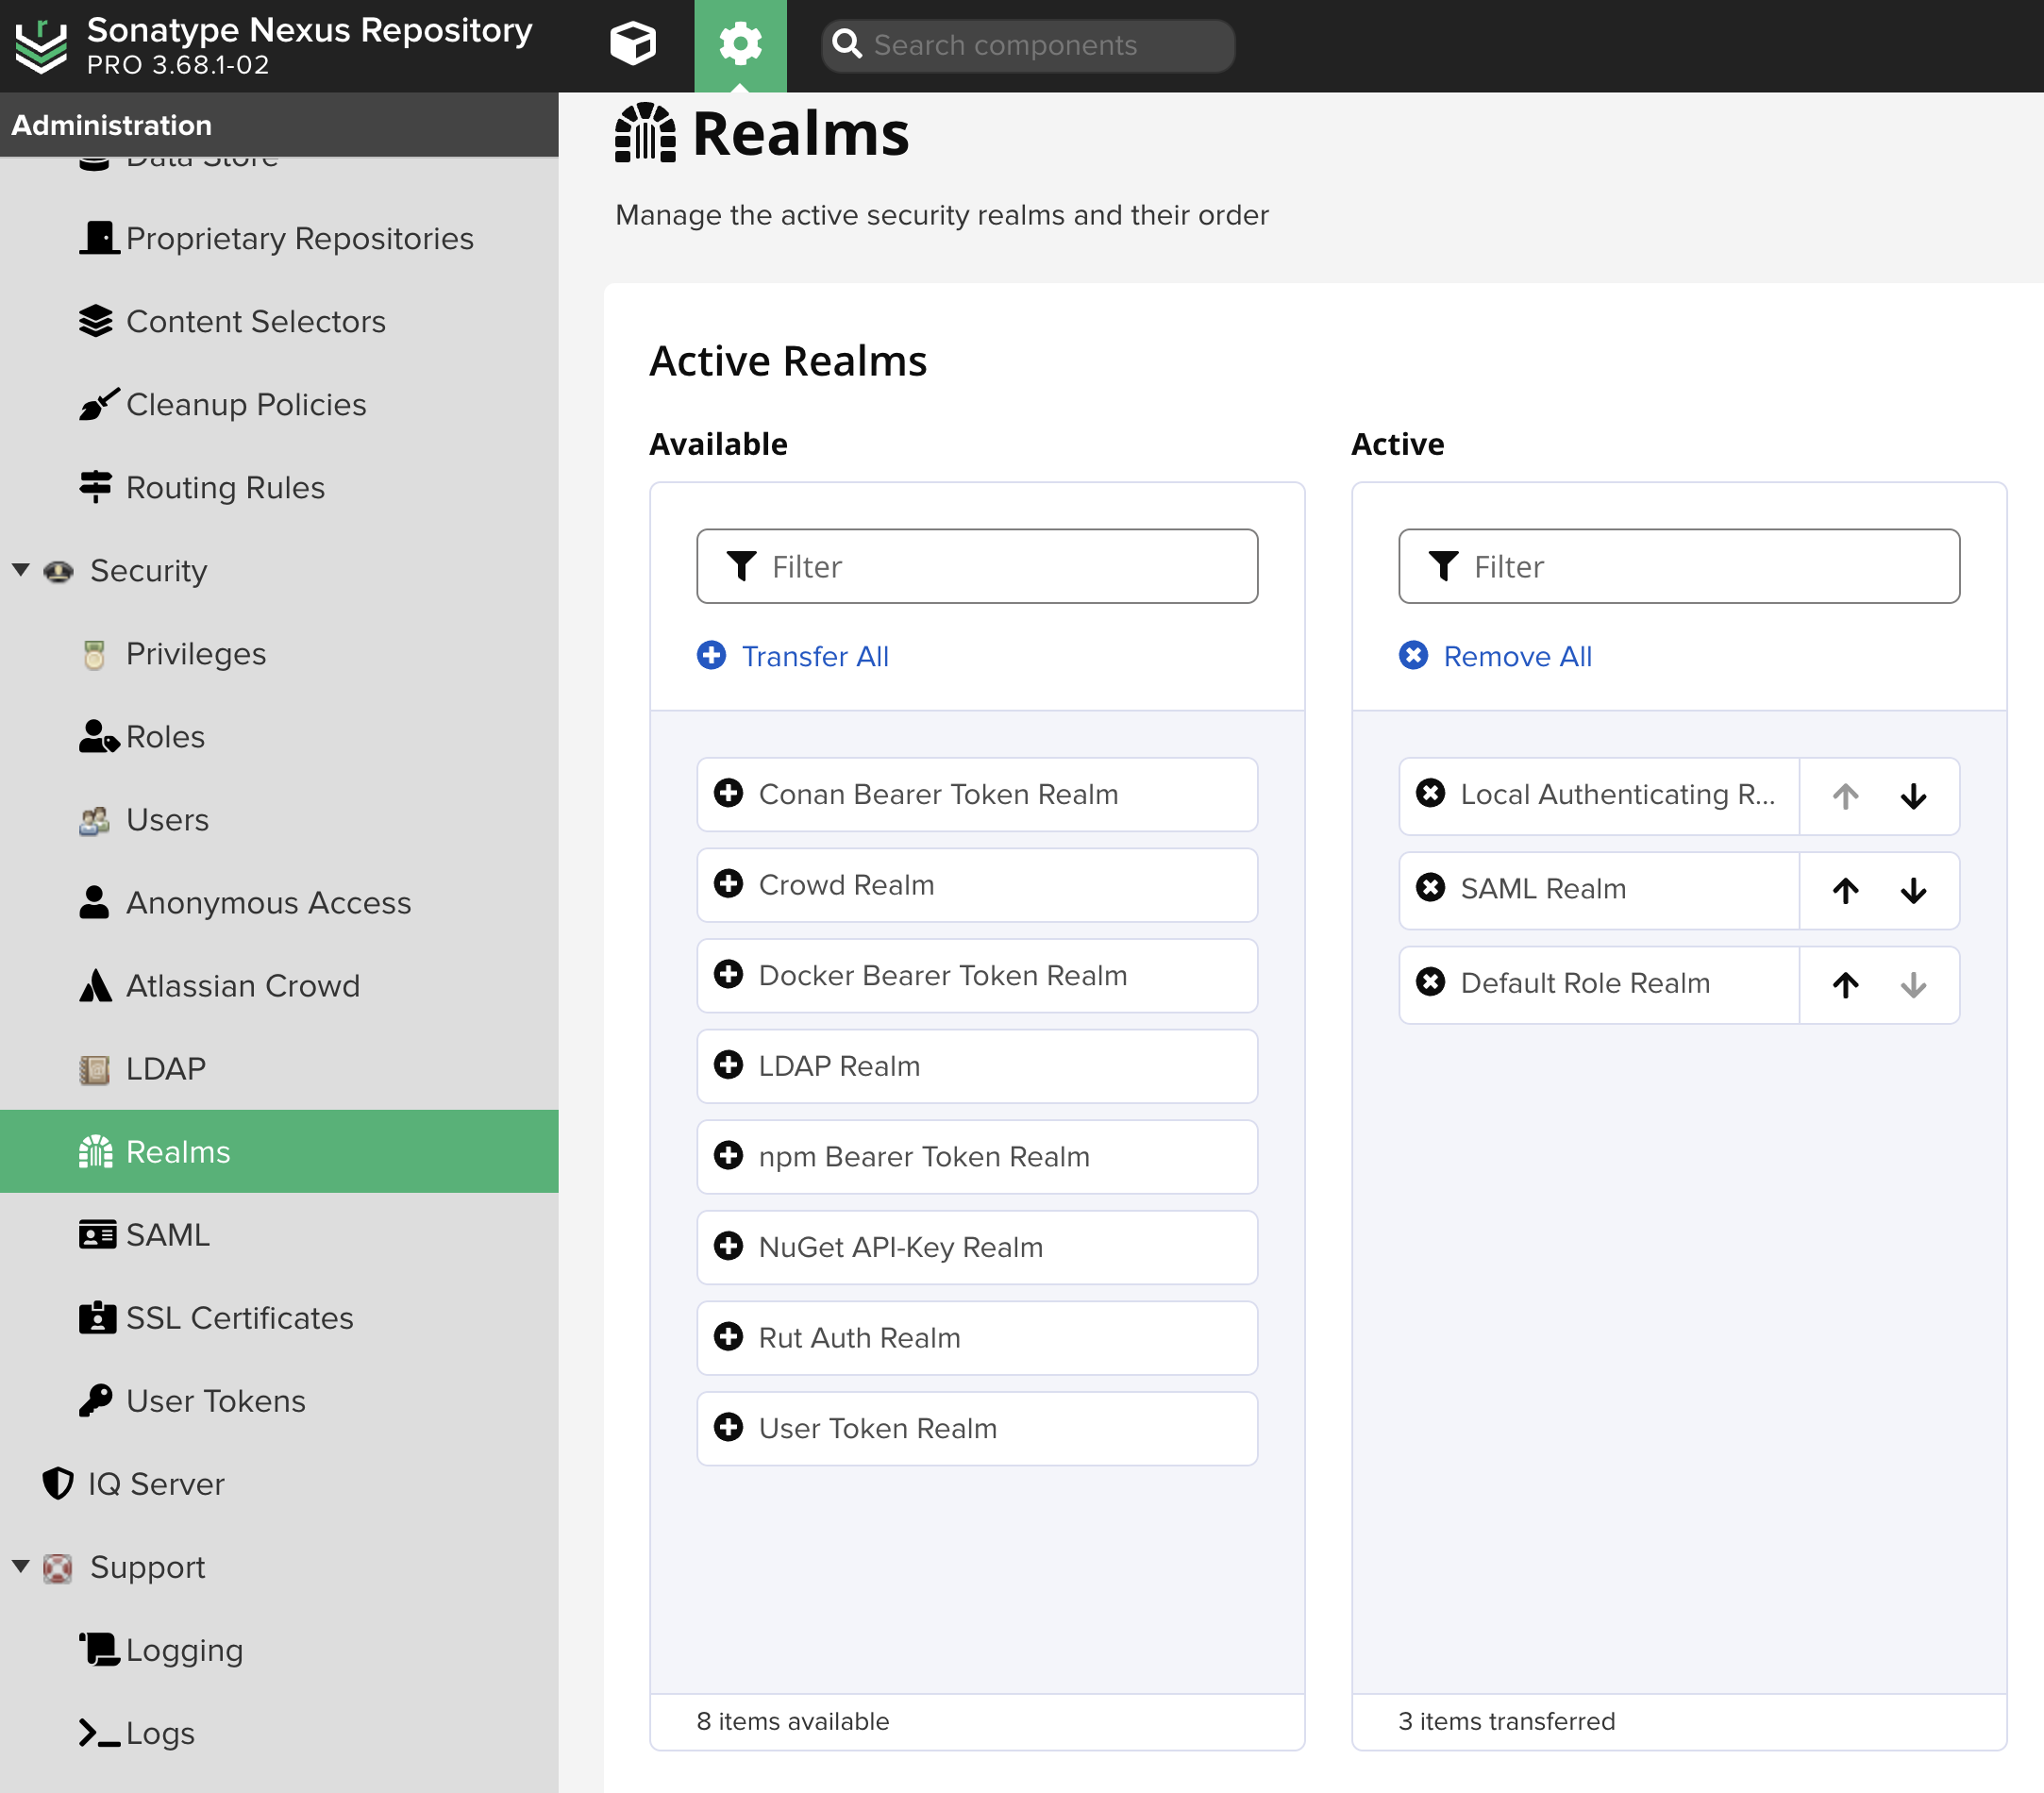 Sonatype Nexus Repository
PRO 3.68.1-02
Search components
Administration
Data Store
Proprietary Repositories
Content Selectors
Cleanup Policies
Routing Rules
Security
Privileges
Roles
Users
Anonymous Access
Atlassian Crowd
LDAP
Realms
SAML
SSL Certificates
User Tokens
IQ Server
Support
Logging
Logs
Realms
Manage the active security realms and their order
Active Realms
Available
Filter
Transfer All
Conan Bearer Token Realm
Crowd Realm
Docker Bearer Token Realm
LDAP Realm
npm Bearer Token Realm
NuGet API-Key Realm
Rut Auth Realm
User Token Realm
8 items available
Active
Filter
Remove All
Local Authenticating R...
SAML Realm
Default Role Realm
3 items transferred